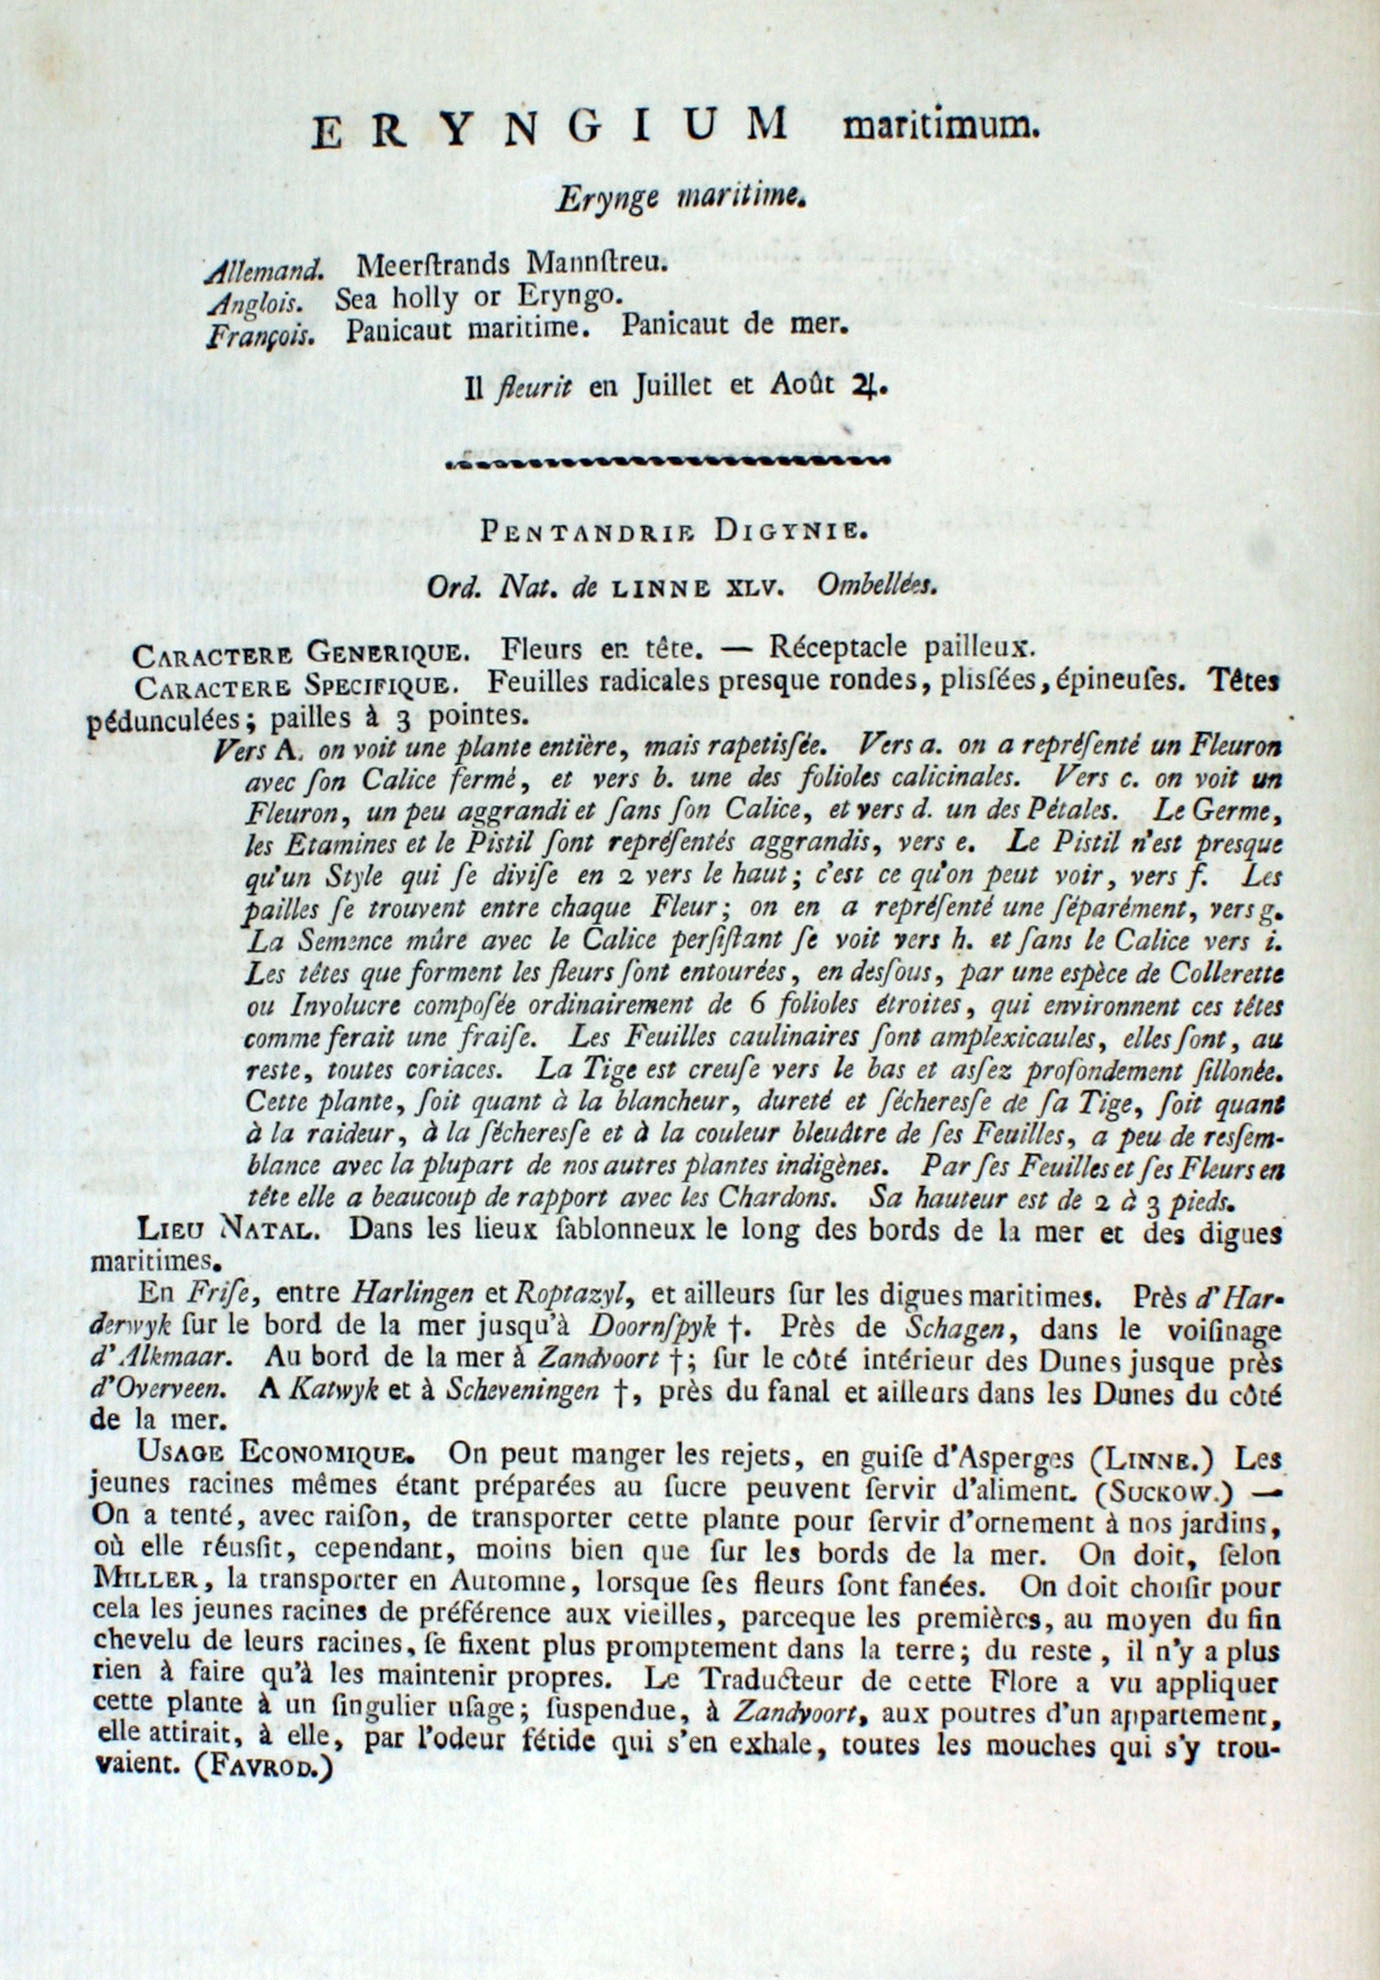 ERYNGIUM maritimum.
Erynge maritime.
Allemand. Meerſtrands Mannſtreu.
Anglois. Sea holly or Eryngo.
François. Panicaut maritime. Panicaut de mer.
Il fleurit en Juillet et Août ♃.
PENTANDRIE DIGYNIE.
Ord. Nat. de LINNE XLV. Ombellées.
CARACTERE GENERIQUE. Fleurs en tête. — Réceptacle pailleux.
CARACTERE SPECIFIQUE. Feuilles radicales presque rondes, plisſées, épineuſes. Têtes
pédunculées; pailles à 3 pointes.
Vers A. on voit une plante entière, mais rapetisſée. Vers a. on a repréſenté un Fleuron
avec ſon Calice fermé, et vers b. une des folioles calicinales. Vers c. on voit un
Fleuron, un peu aggrandi et ſans ſon Calice, et vers d. un des Pétales. Le Germe,
les Etamines et le Pistil ſont repréſentés aggrandis, vers e. Le Pistil n'est presque
qu'un Style qui ſe diviſe en 2 vers le haut; c'est ce qu'on peut voir, vers f. Les
pailles ſe trouvent entre chaque Fleur; on en a repréſenté une ſéparément, vers g.
La Semence mûre avec le Calice perſiſtant ſe voit vers h. et ſans le Calice vers i.
Les têtes que forment les fleurs ſont entourées, en desſous, par une espèce de Collerette
ou Involucre compoſée ordinairement de 6 folioles étroites, qui environnent ces têtes
comme ferait une fraiſe. Les Feuilles caulinaires ſont amplexicaules, elles ſont, au
reste, toutes coriaces. La Tige est creuſe vers le bas et asſez profondement ſillonée.
Cette plante, ſoit quant à la blancheur, dureté et ſécheresſe de ſa Tige, ſoit quant
à la raideur, à la ſécheresſe et à la couleur bleuâtre de ſes Feuilles, a peu de resſem-
blance avec la plupart de nos autres plantes indigènes. Par ſes Feuilles et ſes Fleurs en
tête elle a beaucoup de rapport avec les Chardons. Sa hauteur est de 2 à 3 pieds.
LIEU NATAL. Dans les lieux ſablonneux le long des bords de la mer et des digues
maritimes.
En Friſe, entre Harlingen et Roptazyl, et ailleurs ſur les digues maritimes. Près d'Har-
derwyk ſur le bord de la mer jusqu'à Doornſpyk †. Près de Schagen, dans le voiſinage
d'Alkmaar. Au bord de la mer à Zandvoort †; ſur le côté intérieur des Dunes jusque près
d'Overveen. A Katwyk et à Scheveningen †, près du fanal et ailleurs dans les Dunes du côté
de la mer.
USAGE ECONOMIQUE. On peut manger les rejets, en guiſe d'Asperges (LINNE.) Les
jeunes racines mêmes étant préparées au ſucre peuvent ſervir d'aliment. (SUCKOW.) —
On a tenté, avec raiſon, de transporter cette plante pour ſervir d'ornement à nos jardins,
où elle réusſit, cependant, moins bien que ſur les bords de la mer. On doit, ſelon
MILLER, la transporter en Automne, lorsque ſes fleurs ſont fanées. On doit choiſir pour
cela les jeunes racines de préférence aux vieilles, parceque les premières, au moyen du fin
chevelu de leurs racines, ſe fixent plus promptement dans la terre; du reste, il n'y a plus
rien à faire qu'à les maintenir propres. Le Traducteur de cette Flore a vu appliquer
cette plante à un ſingulier uſage; ſuspendue, à Zandvoort, aux poutres d'un appartement,
elle attirait, à elle, par l'odeur fétide qui s'en exhale, toutes les mouches qui s'y trou-
vaient. (FAVROD.)